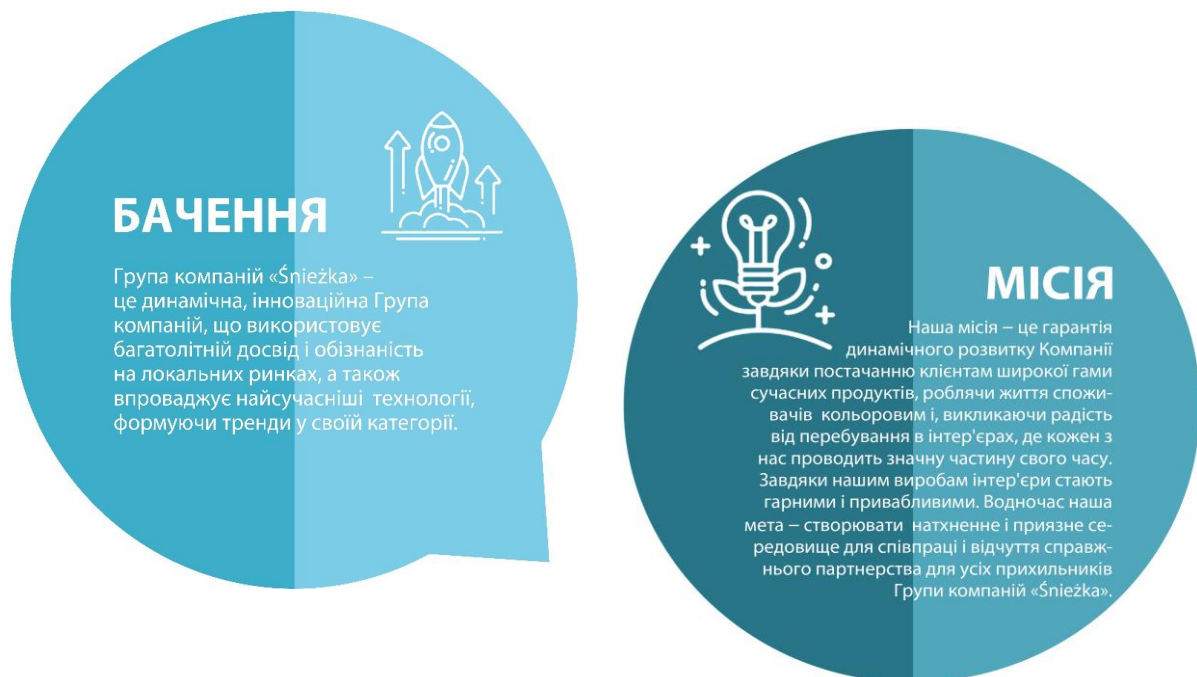 БАЧЕННЯ
Група компаній «Śnieżka» –
це динамічна, інноваційна Група
компаній, що використовує
багатолітній досвід і обізнаність
на локальних ринках, а також
впроваджує найсучасніші  технології,
формуючи тренди у своїй категорії.
МІСІЯ
Наша місія – це гарантія
динамічного розвитку Компанії
завдяки постачанню клієнтам широкої гами
сучасних продуктів, роблячи життя спожи-
вачів  кольоровим і, викликаючи радість
від перебування в інтер'єрах, де кожен з
нас проводить значну частину свого часу.
Завдяки нашим виробам інтер'єри стають
гарними і привабливими. Водночас наша
мета – створювати  натхненне і приязне се-
редовище для співпраці і відчуття справж-
нього партнерства для усіх прихильників
Групи компаній «Śnieżka».